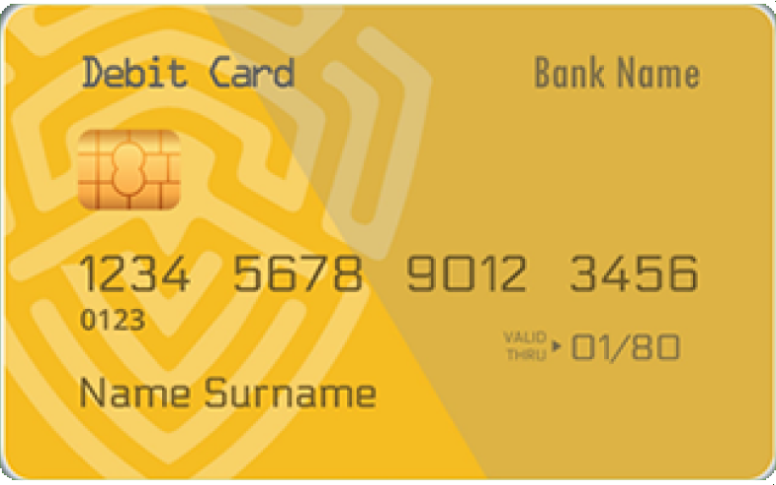 Debit Card Bank Name
1234 5678 9012 3456
0123
VALID
THRU 01/80
Name Surname